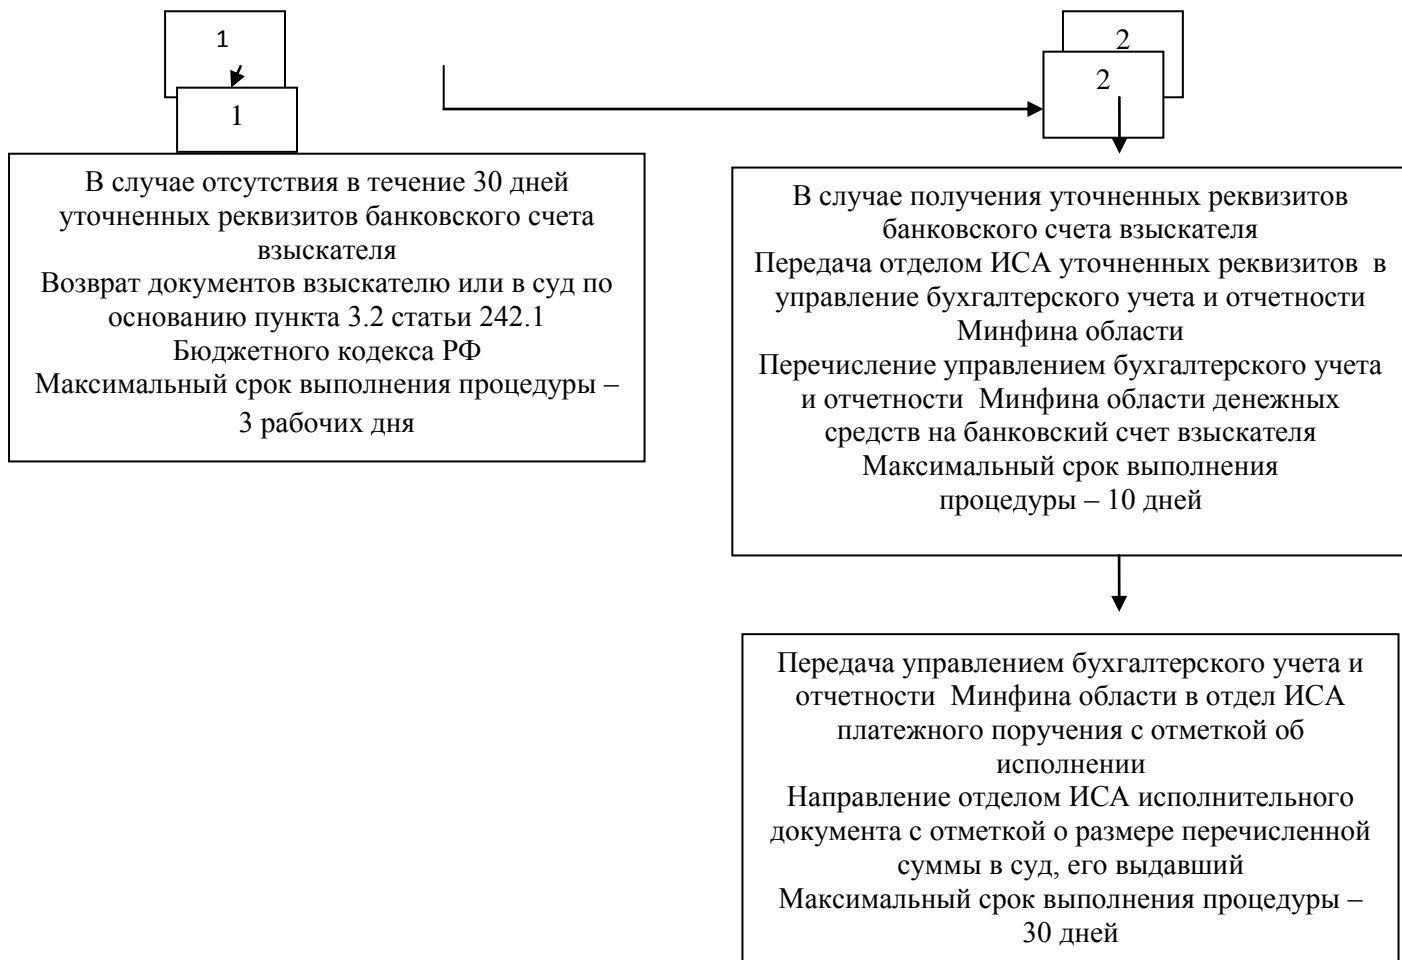 1
1
2
2
В случае отсутствия в течение 30 дней
уточненных реквизитов банковского счета
взыскателя
Возврат документов взыскателю или в суд по
основанию пункта 3.2 статьи 242.1
Бюджетного кодекса РФ
Максимальный срок выполнения процедуры –
3 рабочих дня
В случае получения уточненных реквизитов
банковского счета взыскателя
Передача отделом ИСА уточненных реквизитов в
управление бухгалтерского учета и отчетности
Минфина области
Перечисление управлением бухгалтерского учета
и отчетности Минфина области денежных
средств на банковский счет взыскателя
Максимальный срок выполнения
процедуры – 10 дней
Передача управлением бухгалтерского учета и
отчетности Минфина области в отдел ИСА
платежного поручения с отметкой об
исполнении
Направление отделом ИСА исполнительного
документа с отметкой о размере перечисленной
суммы в суд, его выдавший
Максимальный срок выполнения процедуры –
30 дней